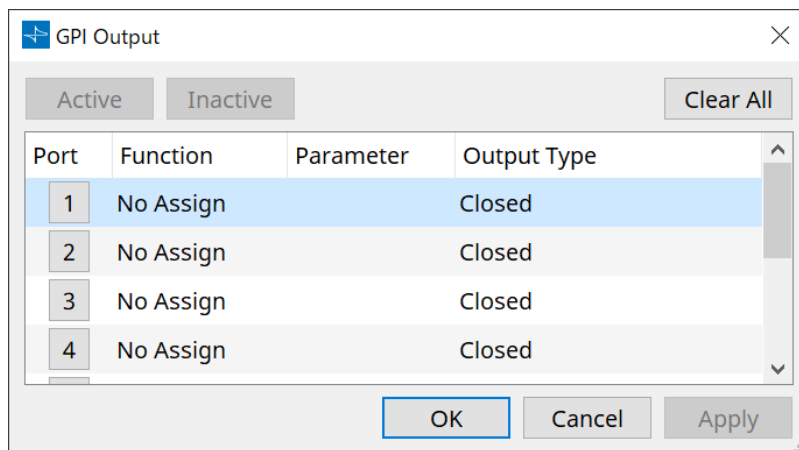 GPI Output
Active Inactive Clear All
Port Function Parameter Output Type
1 No Assign Closed
2 No Assign Closed
3 No Assign Closed
4 No Assign Closed
OK Cancel Apply